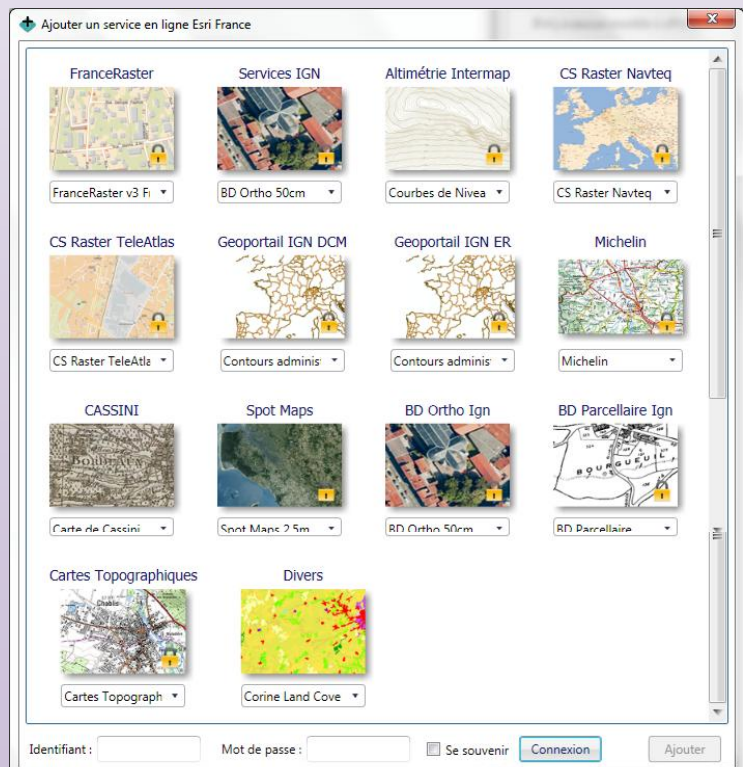 Ajouter un service en ligne Esri France
FranceRaster
Services IGN
Altimétrie Intermap
CS Raster Navteq
FranceRaster v3 F
BD Ortho 50cm
Courbes de Nivea
CS Raster Navteq
CS Raster TeleAtlas
Geoportail IGN DCM
Geoportail IGN ER
Michelin
CS Raster TeleAtla
Contours adminis
Contours adminis
Michelin
CASSINI
Spot Maps
BD Ortho Ign
BD Parcellaire Ign
BOURGUEUIL
Carte de Cassini
Spot Maps 2.5m
BD Ortho 50cm
BD Parcellaire
Cartes Topographiques
Divers
Chablis
Cartes Topograph
Corine Land Cove
Identifiant :
Mot de passe :
Se souvenir
Connexion
Ajouter